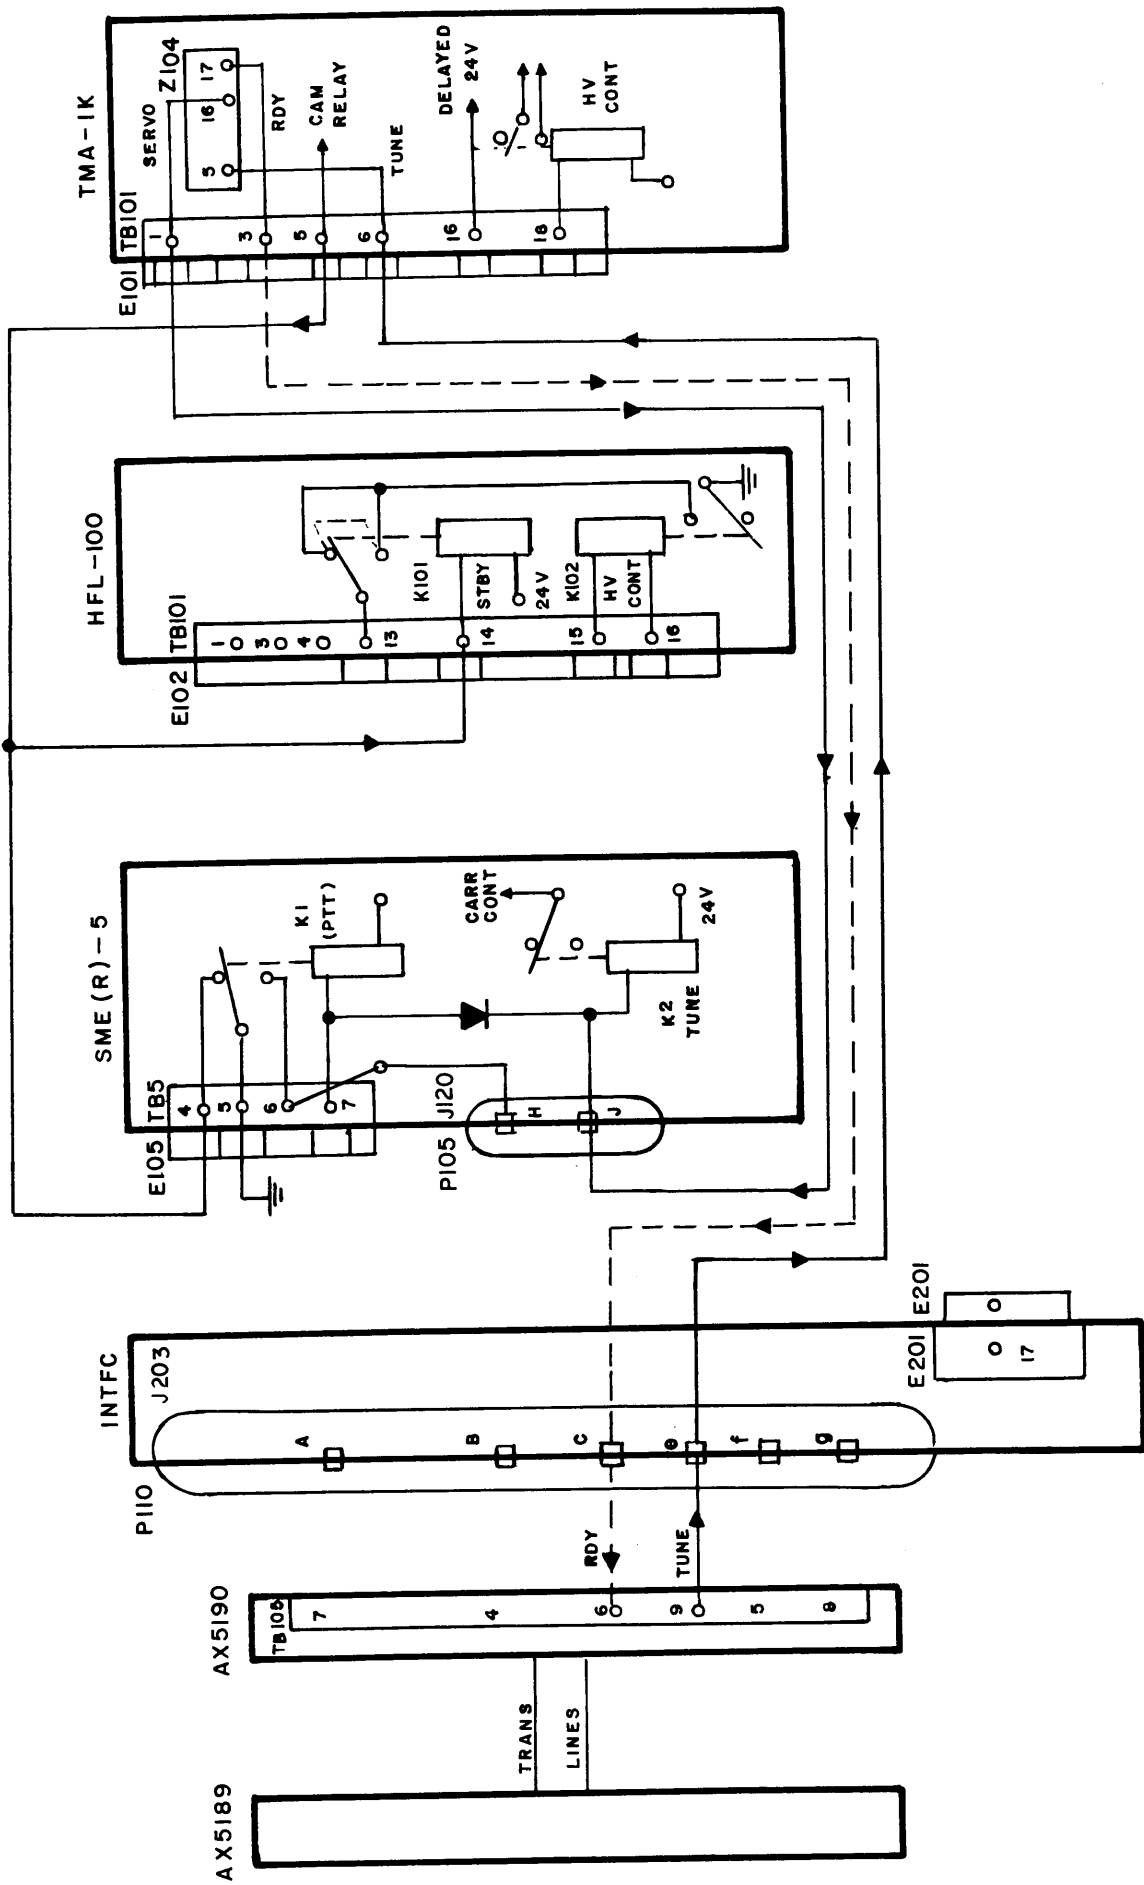 AX5189
TRANS
LINES
AX5190
TB105
7
4
6
9
5
8
RDY
TUNE
P110
INTFC
J203
A
B
C
e
f
g
E201
E201
17
SME(R)-5
E105
TB5
4
5
6
7
P105
J120
H
J
K1
(PTT)
CARR
CONT
K2
TUNE
24V
HFL-100
E102
TB101
1
3
4
13
14
15
16
K101
STBY
24V
K102
HV
CONT
TMA-1K
E101
TB101
1
3
5
6
16
18
SERVO
Z104
5
16
17
RDY
CAM
RELAY
TUNE
DELAYED
24V
HV
CONT